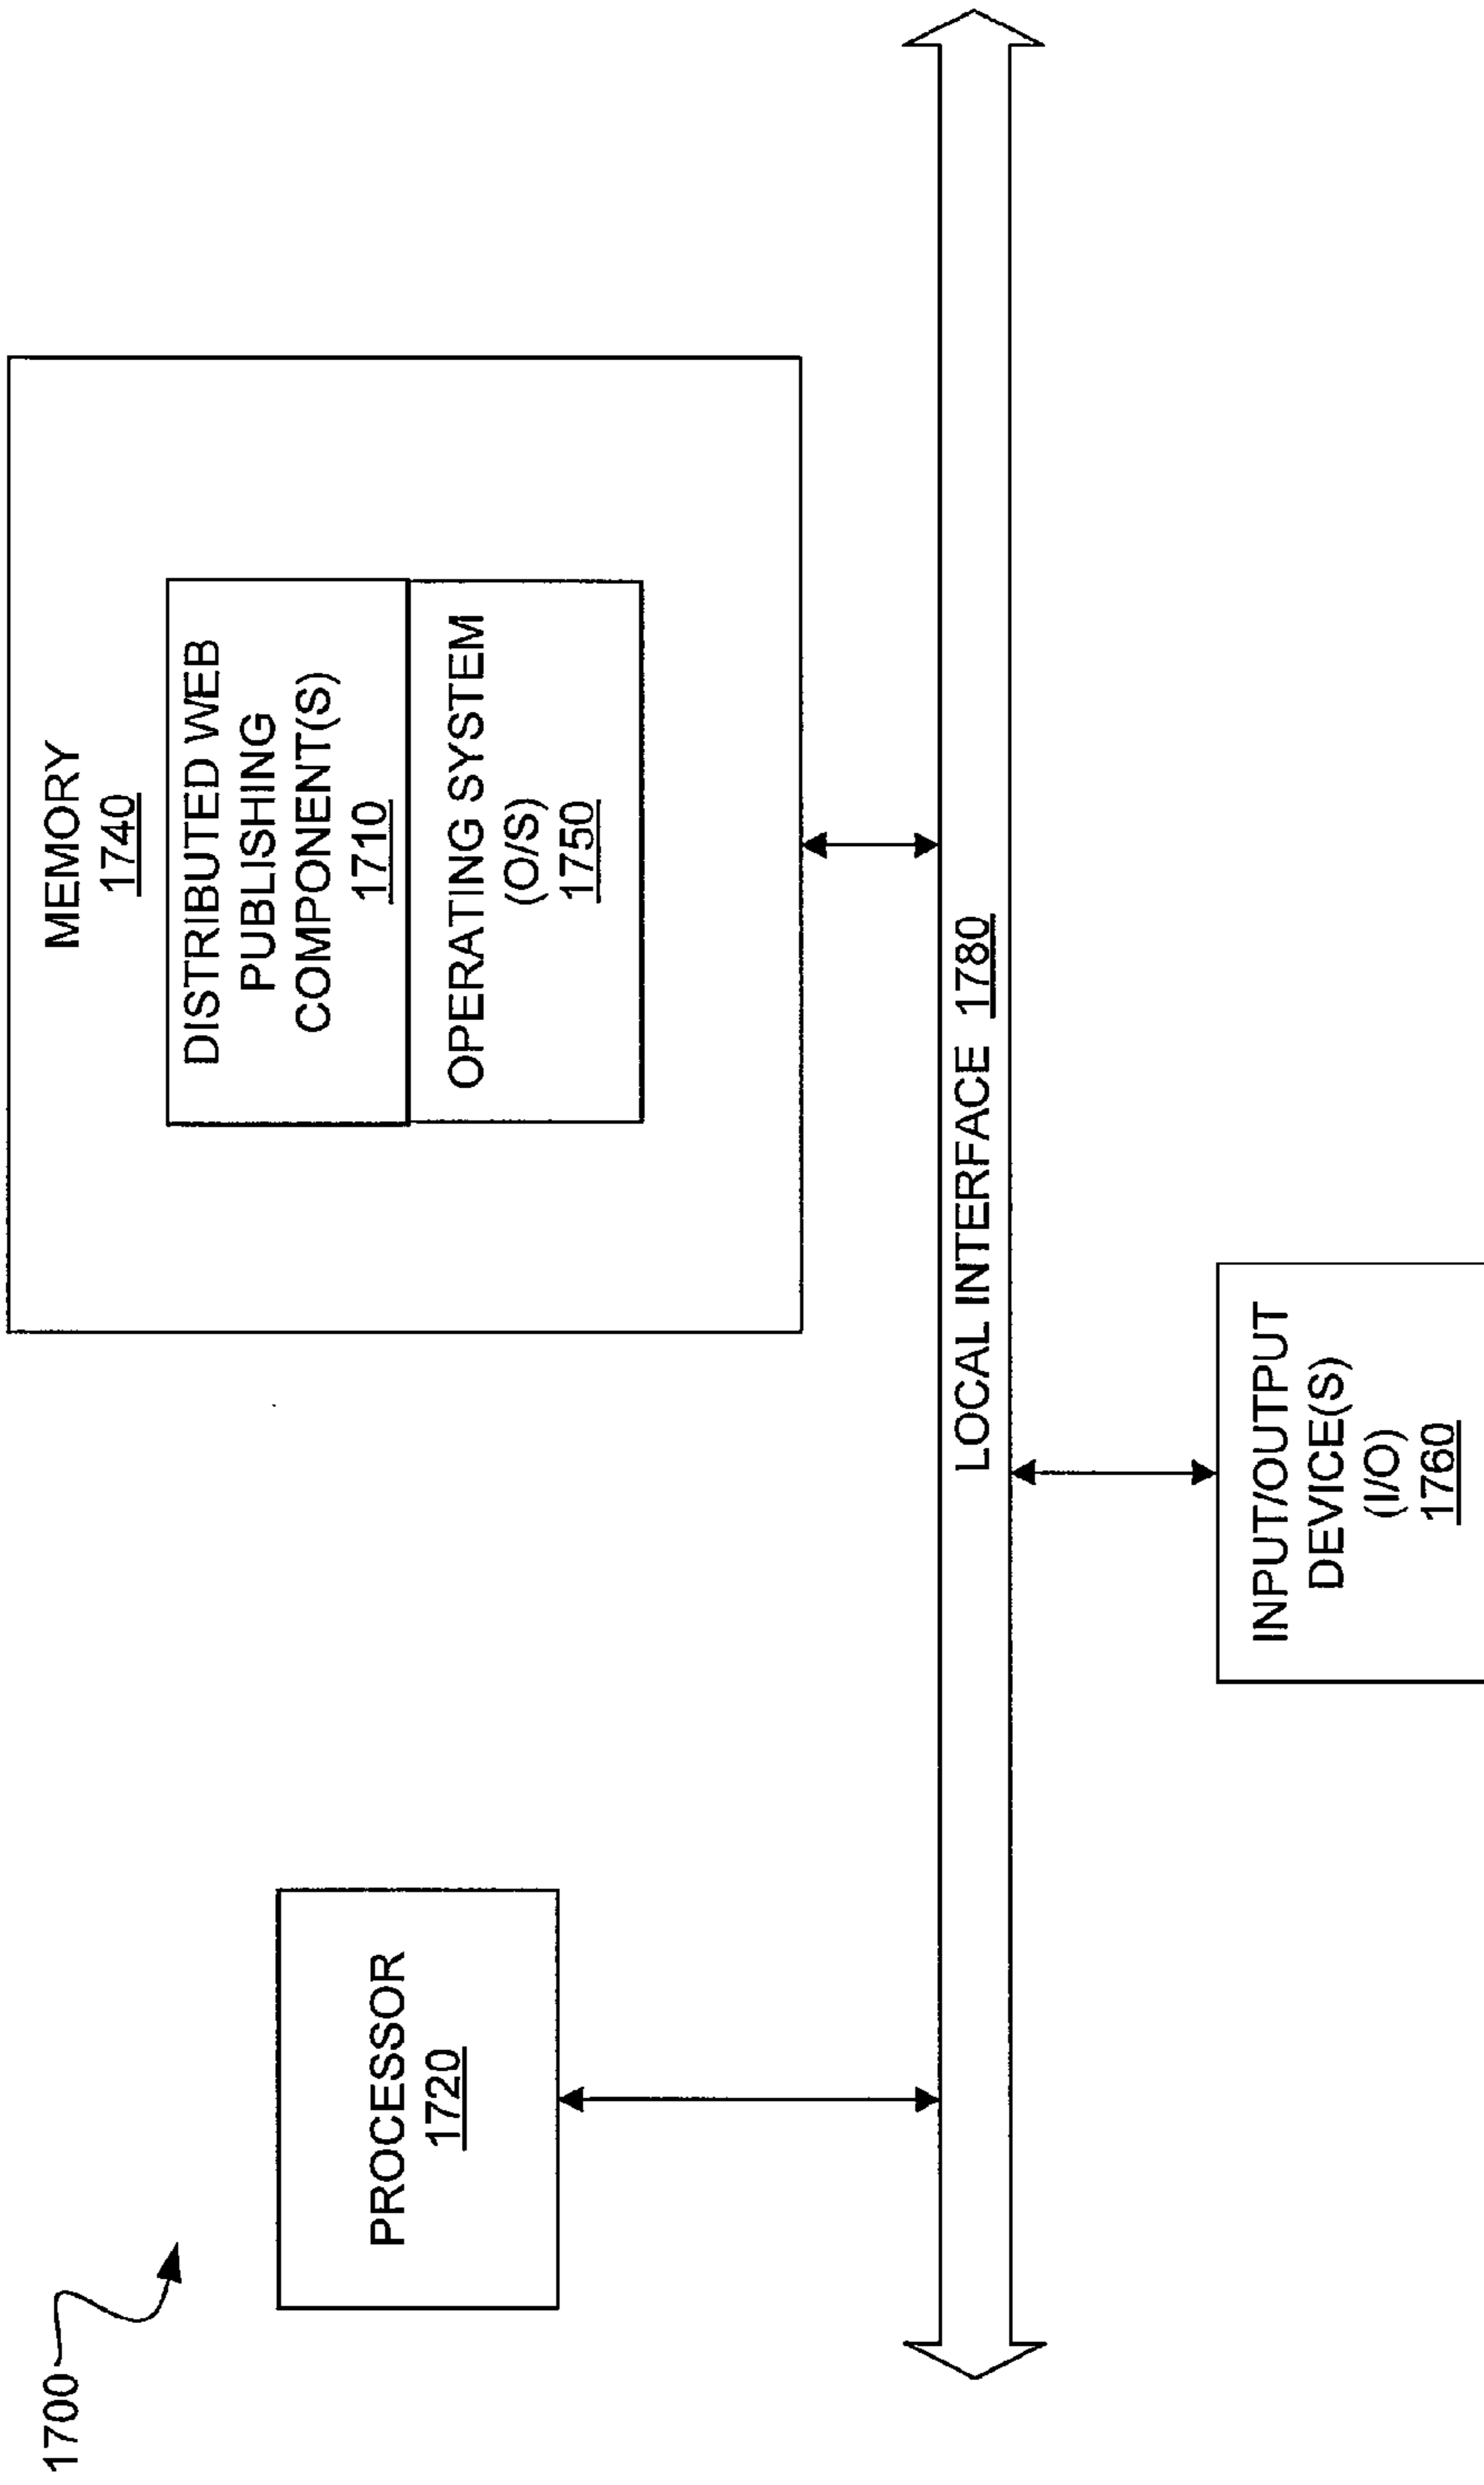 1700
PROCESSOR
1720
MEMORY
1740
DISTRIBUTED WEB
PUBLISHING
COMPONENT(S)
1710
OPERATING SYSTEM
(O/S)
1750
LOCAL INTERFACE 1780
INPUT/OUTPUT
DEVICE(S)
(I/O)
1760